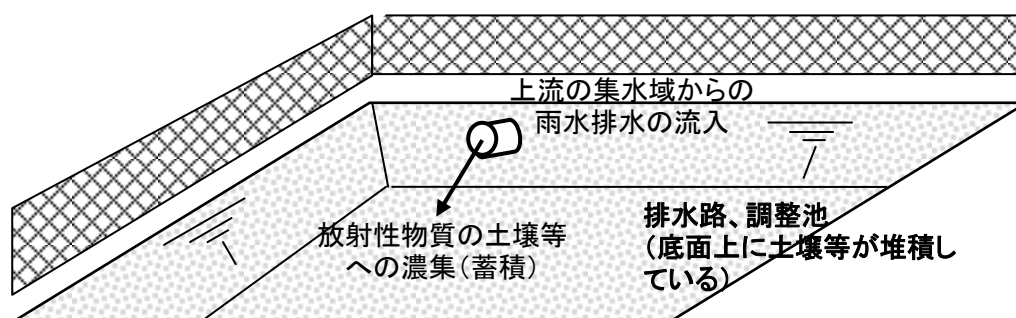 上流の集水域からの
雨水排水の流入
放射性物質の土壌等
への濃集（蓄積）
排水路、調整池
（底面上に土壌等が堆積し
ている）